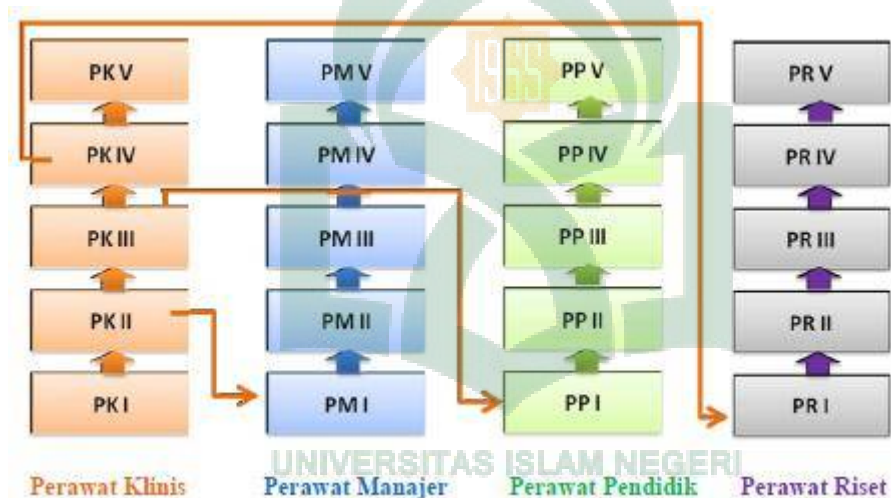 PK V PM V PP V PR V
PK IV PM IV PP IV PR IV
PK III PM III PP III PR III
PK II PM II PP II PR II
PK I PM I PP I PR I
UNIVERSITAS ISLAM NEGERI
Perawat Klinis Perawat Manajer Perawat Pendidik Perawat Riset